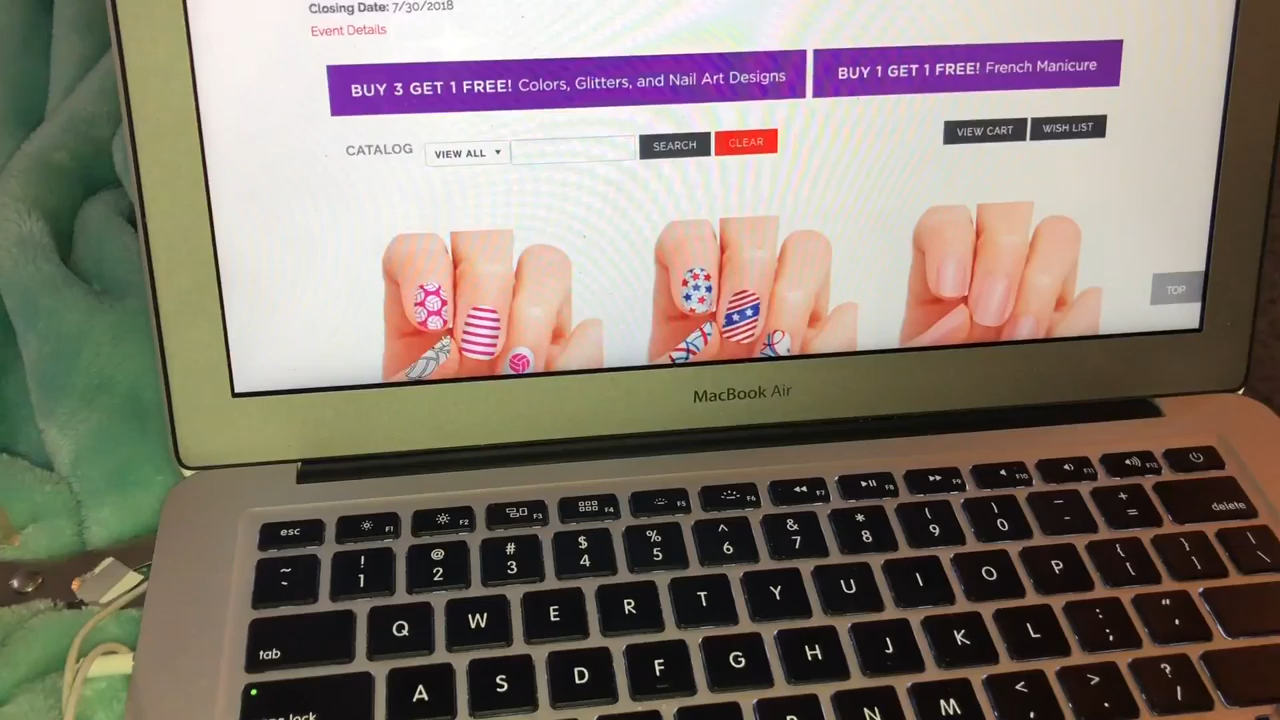 Closing Date: 7/30/2018
Event Details
BUY 3 GET 1 FREE! Colors, Glitters, and Nail Art Designs
BUY 1 GET 1 FREE! French Manicure
CATALOG VIEW ALL SEARCH CLEAR
VIEW CART WISH LIST
TOP
MacBook Air
esc F1 F2 F3 F4 F5 F6 F7 F8 F9 F10 F11 F12
~ ! @ # $ % ^ & * ( ) _ +
` 1 2 3 4 5 6 7 8 9 0 - = delete
tab Q W E R T Y U I O P { [ } ] | \
A S D F G H J K L : ; " '
N M < , > . ? /